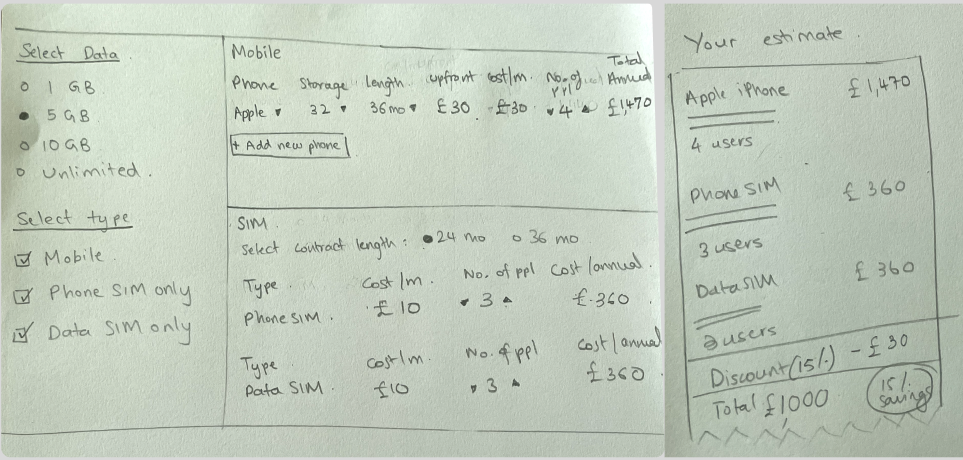 Select Data
1 GB
5 GB
10 GB
Unlimited.
Select type
Mobile
Phone SIM only
Data SIM only
Mobile
Phone Storage Length upfront cost/m. No. of ppl Total Annual
Apple 32 36mo £30 £30 4 £1,470
+ Add new phone
SIM
Select contract length: 24 mo 36 mo
Type Cost/m. No. of ppl Cost/annual.
Phone SIM. £10 3 £360
Type Cost/m. No. of ppl Cost/annual
Data SIM. £10 3 £360
Your estimate.
Apple iPhone £1,470
4 users
Phone SIM £360
3 users
Data SIM £360
users
Discount (15%) - £30
Total £1000
15%
savings